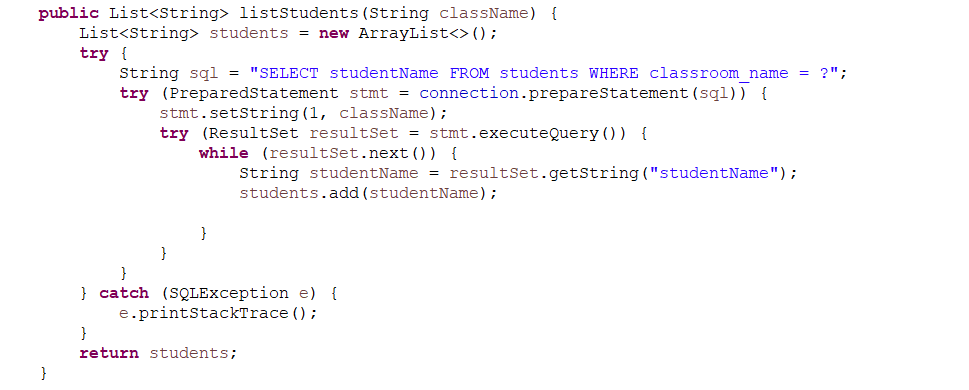 public List<String> listStudents(String className) {
List<String> students = new ArrayList<>();
try {
String sql = "SELECT studentName FROM students WHERE classroom_name = ?";
try (PreparedStatement stmt = connection.prepareStatement(sql)) {
stmt.setString(1, className);
try (ResultSet resultSet = stmt.executeQuery()) {
while (resultSet.next()) {
String studentName = resultSet.getString("studentName");
students.add(studentName);
}
}
}
} catch (SQLException e) {
e.printStackTrace();
}
return students;
}